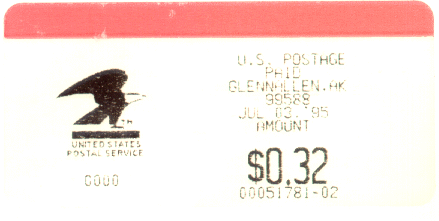 UNITED STATES
POSTAL SERVICE
0000
U.S. POSTAGE
PAID
GLENNALLEN,AK
99588
JUL 03, 95
AMOUNT
$0.32
00051781-02